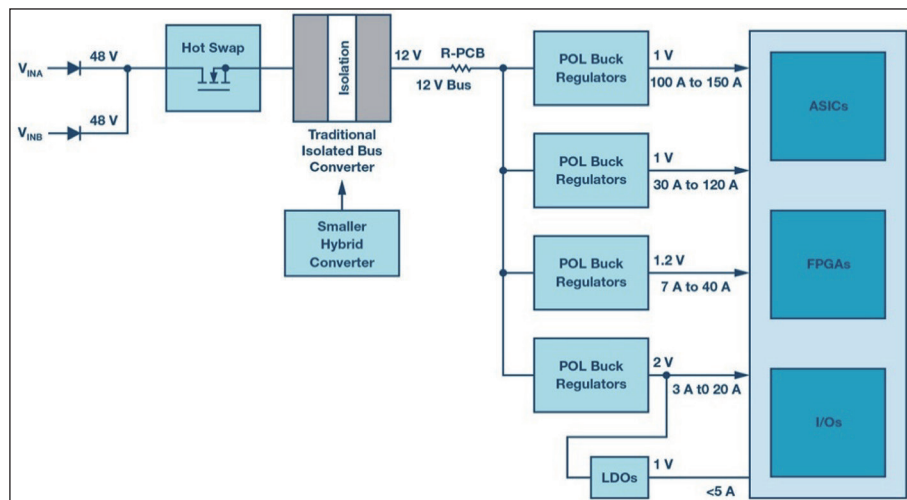 VINA
48 V
VINB
48 V
Hot Swap
Isolation
Traditional
Isolated Bus
Converter
Smaller
Hybrid
Converter
12 V
R-PCB
12 V Bus
POL Buck
Regulators
1 V
100 A to 150 A
POL Buck
Regulators
1 V
30 A to 120 A
POL Buck
Regulators
1.2 V
7 A to 40 A
POL Buck
Regulators
2 V
3 A t0 20 A
LDOs
1 V
<5 A
ASICs
FPGAs
I/Os